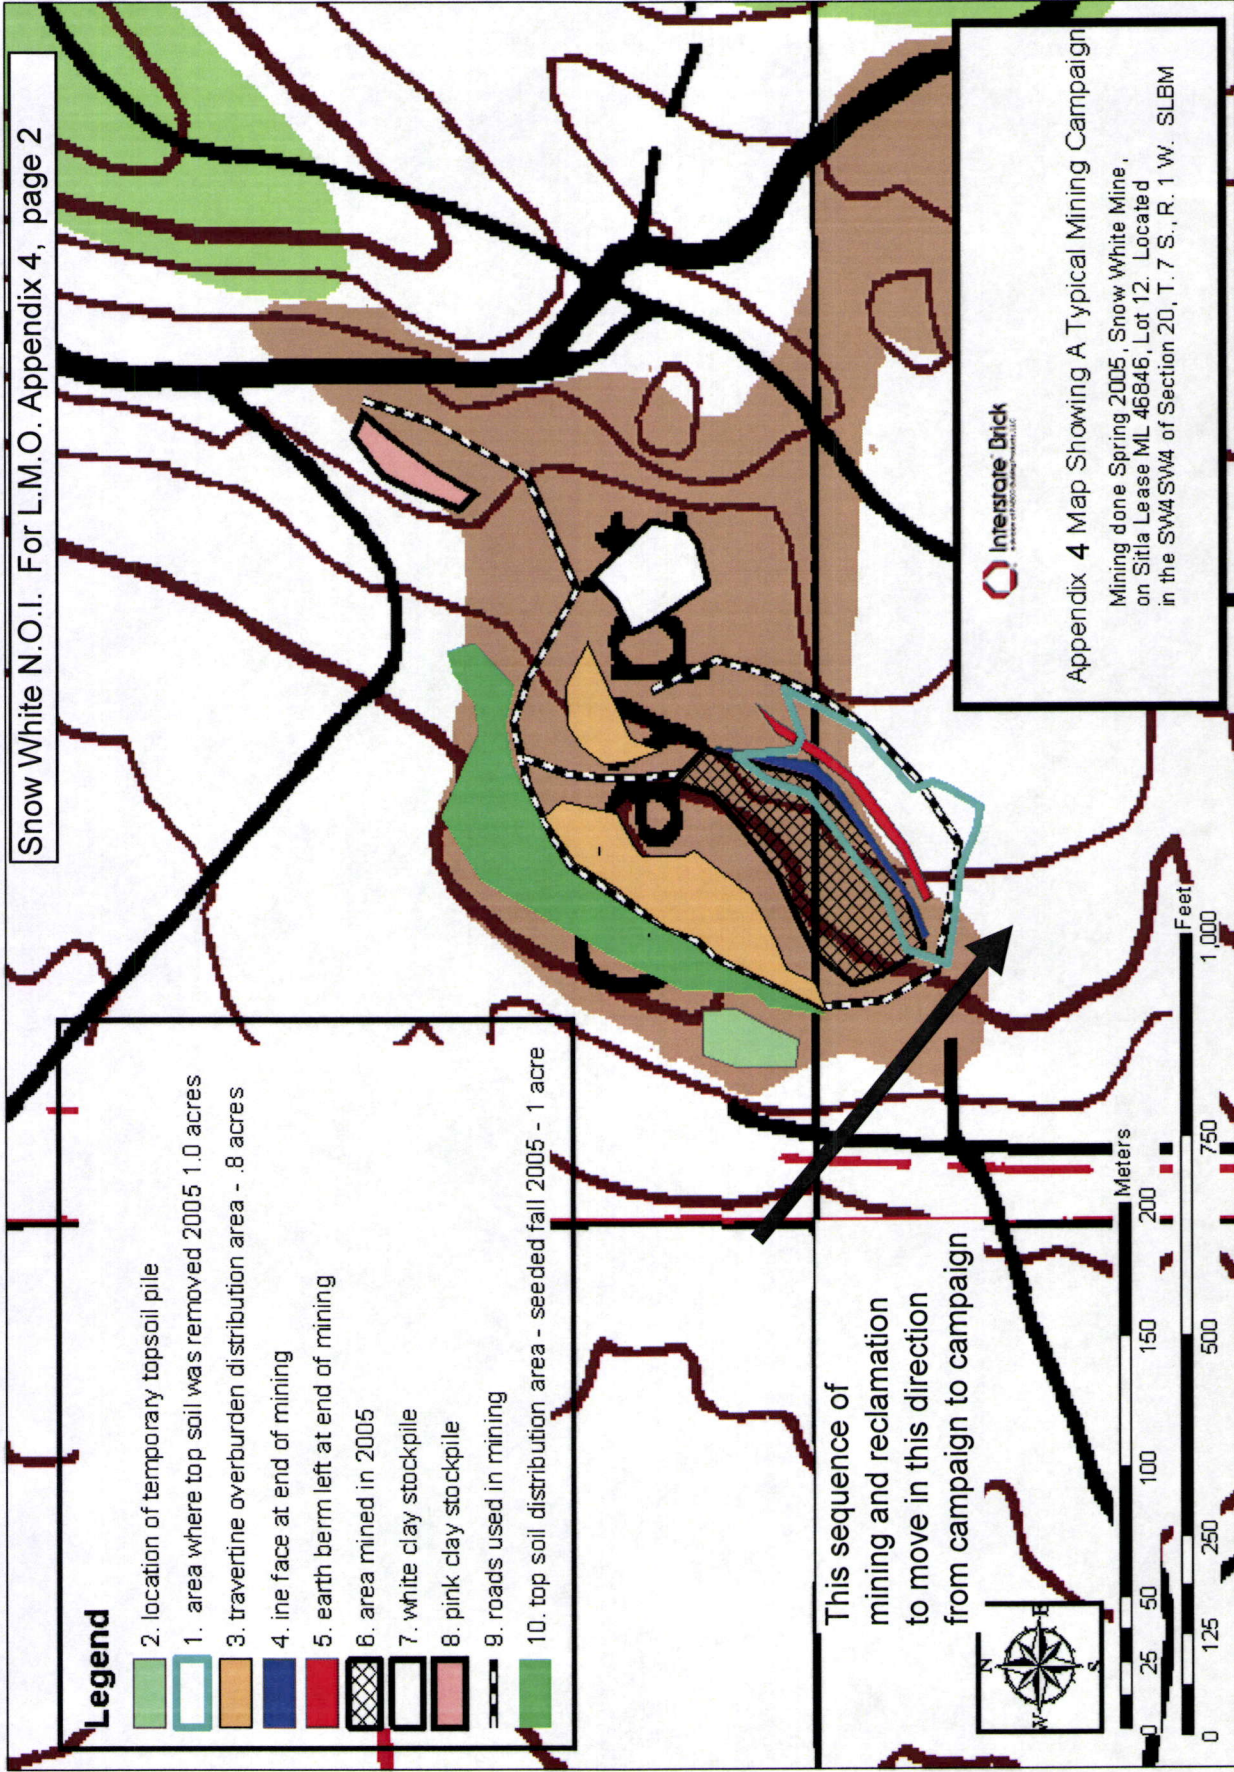 Snow White N.O.I. For L.M.O. Appendix 4, page 2
Legend
2. location of temporary topsoil pile
1. area where top soil was removed 2005 1.0 acres
3. travertine overburden distribution area - .8 acres
4. ine face at end of mining
5. earth berm left at end of mining
6. area mined in 2005
7. white clay stockpile
8. pink clay stockpile
9. roads used in mining
10. top soil distribution area - seeded fall 2005 - 1 acre
This sequence of
mining and reclamation
to move in this direction
from campaign to campaign
N
W E
S
0 25 50 100 150 200
Meters
0 125 250 500 750 1,000
Feet
Interstate Brick
Appendix 4 Map Showing A Typical Mining Campaign
Mining done Spring 2005, Snow White Mine,
on Sitla Lease ML 46846, Lot 12. Located
in the SW4SW4 of Section 20, T. 7 S., R. 1 W. SLBM